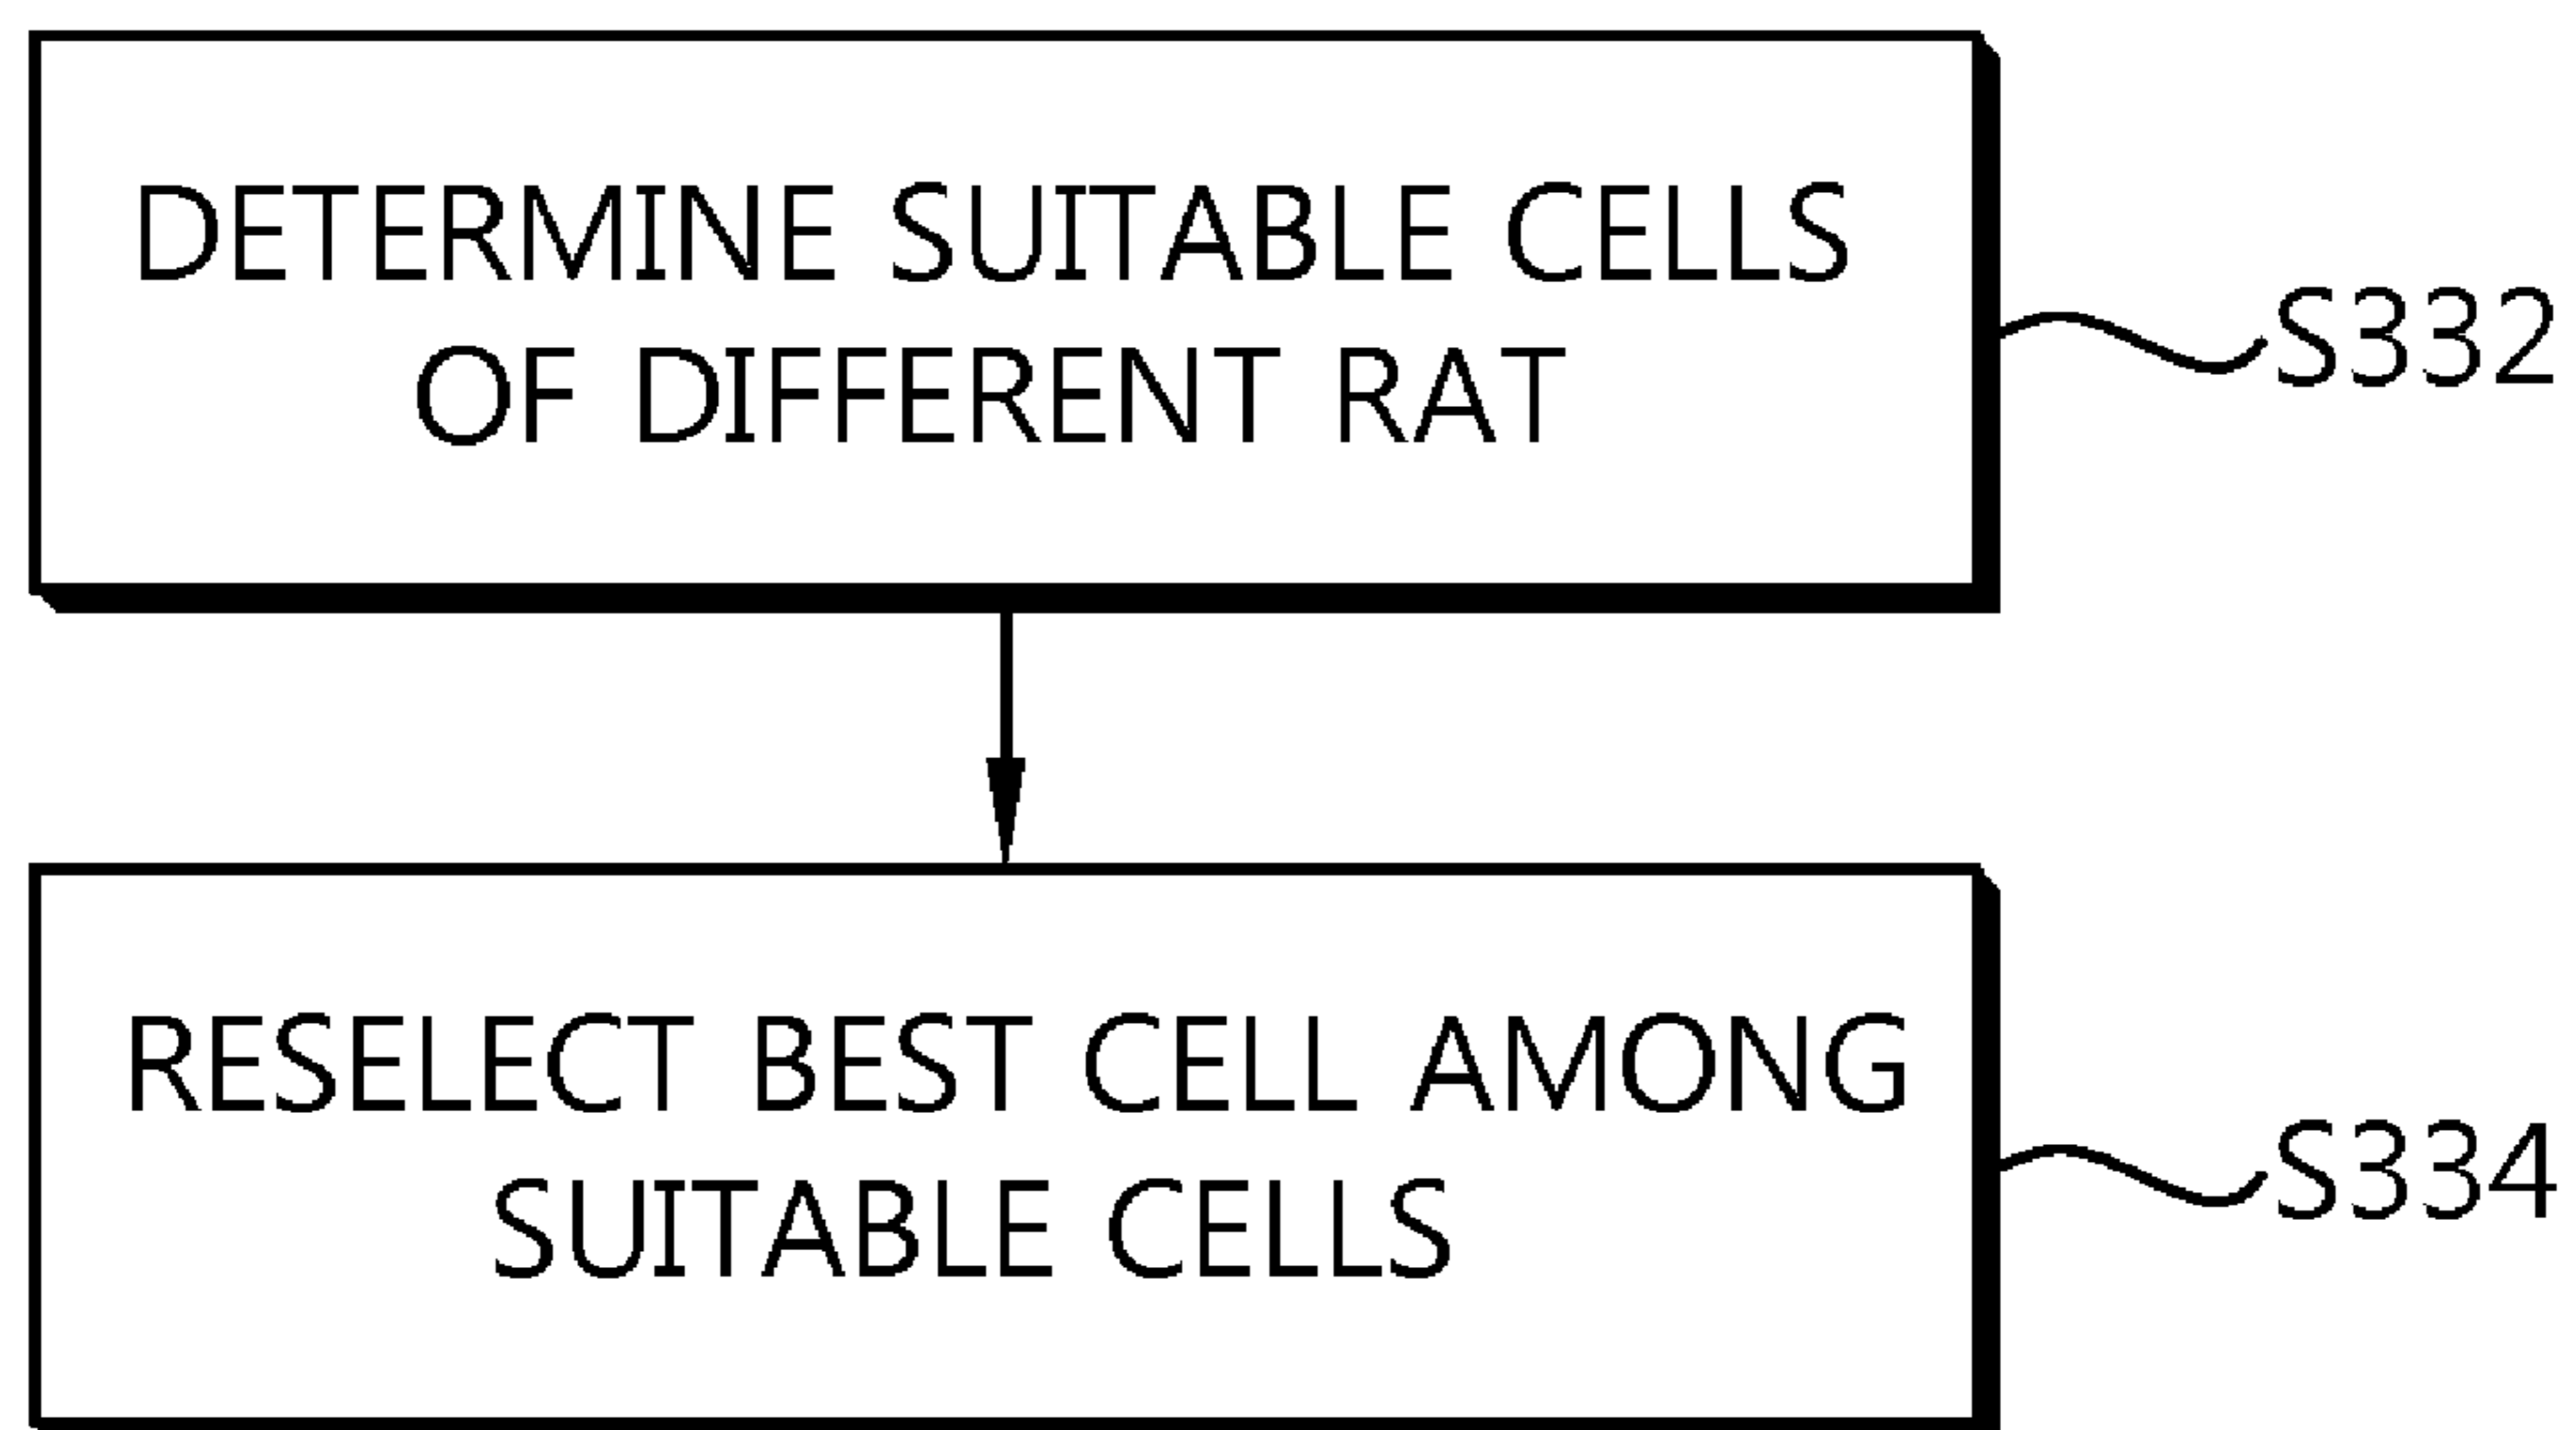 DETERMINE SUITABLE CELLS
OF DIFFERENT RAT
S332
RESELECT BEST CELL AMONG
SUITABLE CELLS
S334